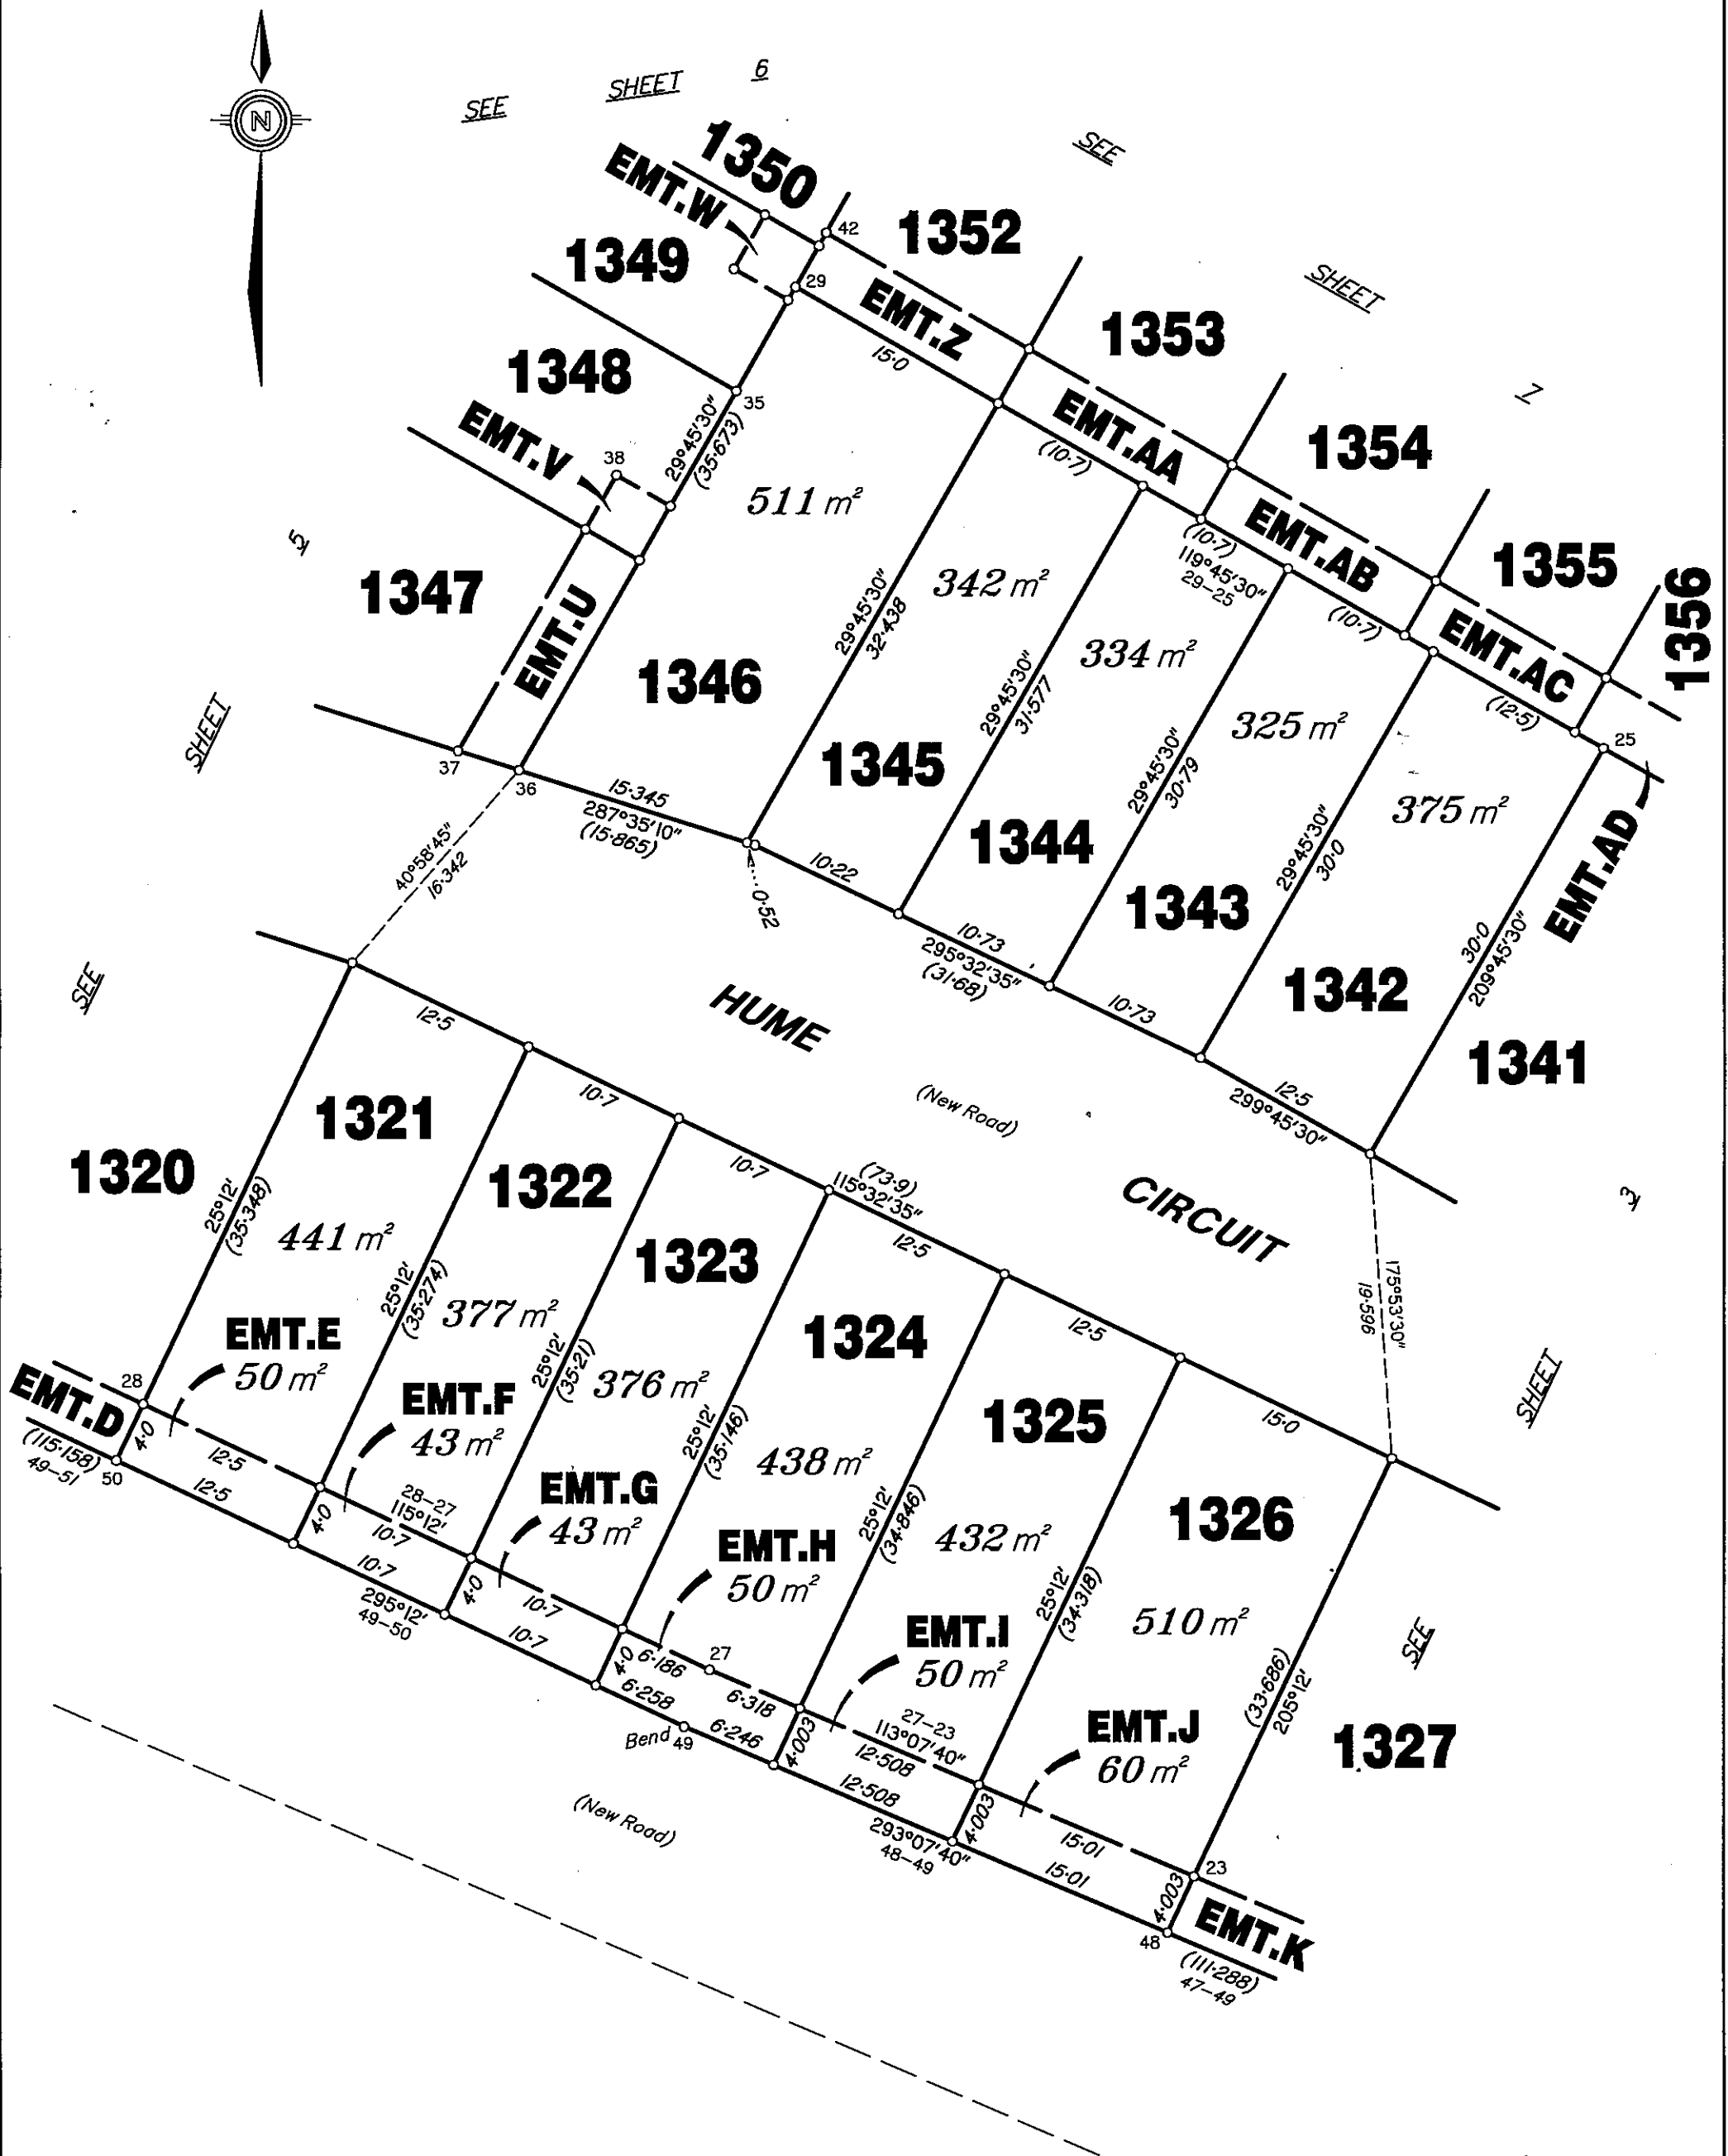 N
SEE SHEET 6
SEE SHEET 7
1350
EMT.W
42
1352
1349
29
EMT.Z
1353
15·0
1348
35
EMT.V
38
29°45'30"
(35·673)
EMT.AA
(10·7)
1354
511 m²
5
SHEET
SEE
1347
EMT.U
EMT.AB
(10·7)
119°45'30"
29–25
1355
1356
342 m²
29°45'30"
32·438
(10·7)
EMT.AC
1346
334 m²
29°45'30"
31·577
(12·5)
25
325 m²
37
36
1345
29°45'30"
30·79
375 m²
EMT.AD
15·345
287°35'10"
(15·865)
1344
29°45'30"
30·0
40°58'45"
16·342
10·22
0·52
1343
30·0
209°45'30"
10·73
295°32'35"
(31·68)
1342
10·73
1341
HUME
12·5
(New Road)
12·5
299°45'30"
1321
10·7
1320
1322
10·7
(73·9)
115°32'35"
CIRCUIT
3
SHEET
SEE
25°12'
(35·348)
441 m²
1323
12·5
175°53'30"
19·596
25°12'
(35·274)
377 m²
1324
12·5
EMT.E
50 m²
25°12'
(35·21)
376 m²
28
EMT.D
EMT.F
43 m²
25°12'
(35·146)
1325
15·0
4·0
12·5
438 m²
(115·158)
49–51
50
12·5
28–27
115°12'
EMT.G
43 m²
25°12'
(34·846)
1326
4·0
10·7
EMT.H
50 m²
432 m²
10·7
295°12'
49–50
4·0
10·7
25°12'
(34·318)
510 m²
10·7
4·0
6·186
27
EMT.I
50 m²
6·258
6·318
27–23
113°07'40"
(33·686)
205°12'
Bend 49
6·246
4·003
12·508
EMT.J
60 m²
1327
12·508
(New Road)
293°07'40"
48–49
4·003
15·01
15·01
23
4·003
48
EMT.K
(111·288)
47–49